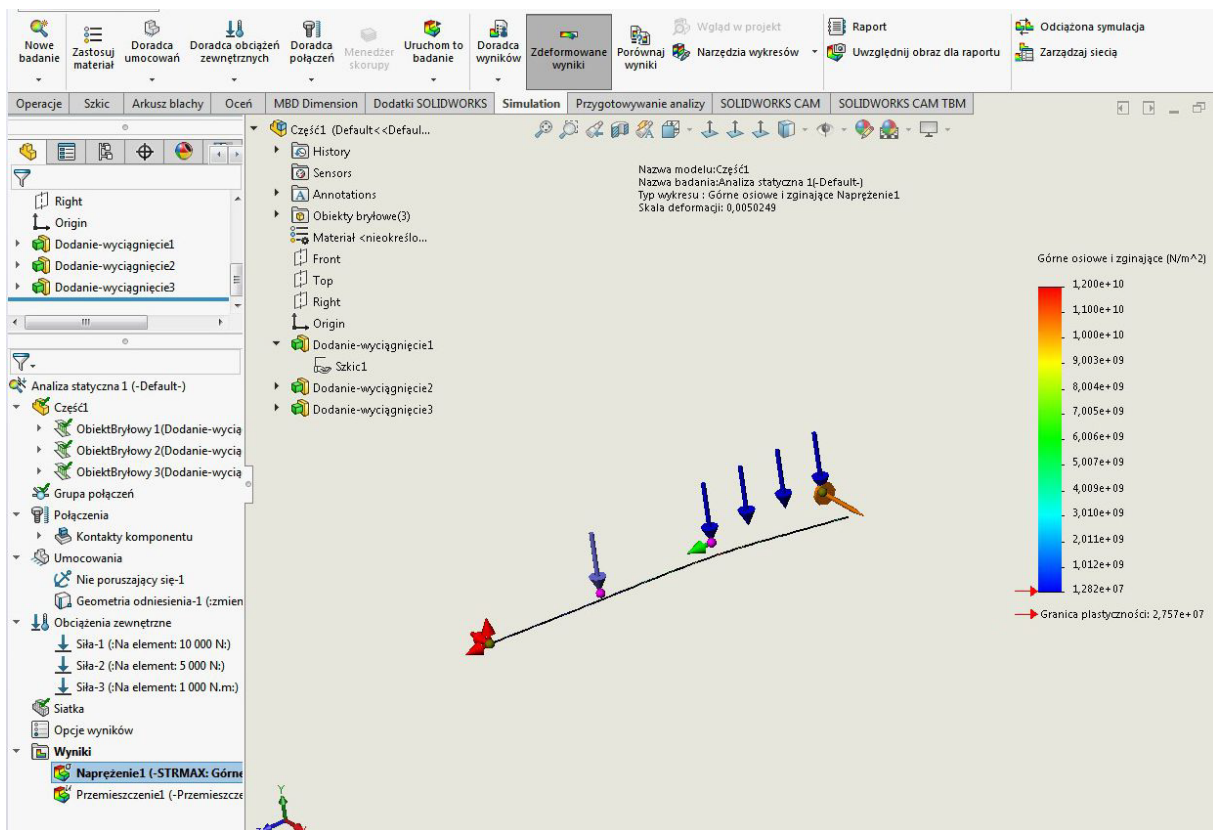 Nowe badanie
Zastosuj materiał
Doradca umocowań
Doradca obciążeń zewnętrznych
Doradca połączeń
Menedżer skorupy
Uruchom to badanie
Doradca wyników
Zdeformowane wyniki
Porównaj wyniki
Wgląd w projekt
Narzędzia wykresów
Raport
Uwzględnij obraz dla raportu
Odciążona symulacja
Zarządzaj siecią
Operacje Szkic Arkusz blachy Oceń MBD Dimension Dodatki SOLIDWORKS Simulation Przygotowywanie analizy SOLIDWORKS CAM SOLIDWORKS CAM TBM
Right
Origin
Dodanie-wyciągnięcie1
Dodanie-wyciągnięcie2
Dodanie-wyciągnięcie3
Analiza statyczna 1 (-Default-)
Część1
ObiektBryłowy 1(Dodanie-wycią
ObiektBryłowy 2(Dodanie-wycią
ObiektBryłowy 3(Dodanie-wycią
Grupa połączeń
Połączenia
Kontakty komponentu
Umocowania
Nie poruszający się-1
Geometria odniesienia-1 (:zmien
Obciążenia zewnętrzne
Siła-1 (:Na element: 10 000 N:)
Siła-2 (:Na element: 5 000 N:)
Siła-3 (:Na element: 1 000 N.m:)
Siatka
Opcje wyników
Wyniki
Naprężenie1 (-STRMAX: Górne
Przemieszczenie1 (-Przemieszcze
Część1 (Default<<Defaul...
History
Sensors
Annotations
Obiekty bryłowe(3)
Materiał <nieokreślo...
Front
Top
Right
Origin
Dodanie-wyciągnięcie1
Szkic1
Dodanie-wyciągnięcie2
Dodanie-wyciągnięcie3
Nazwa modelu:Część1
Nazwa badania:Analiza statyczna 1(-Default-)
Typ wykresu : Górne osiowe i zginające Naprężenie1
Skala deformacji: 0,0050249
Górne osiowe i zginające (N/m^2)
1,200e+10
1,100e+10
1,000e+10
9,003e+09
8,004e+09
7,005e+09
6,006e+09
5,007e+09
4,009e+09
3,010e+09
2,011e+09
1,012e+09
1,282e+07
Granica plastyczności: 2,757e+07
Y